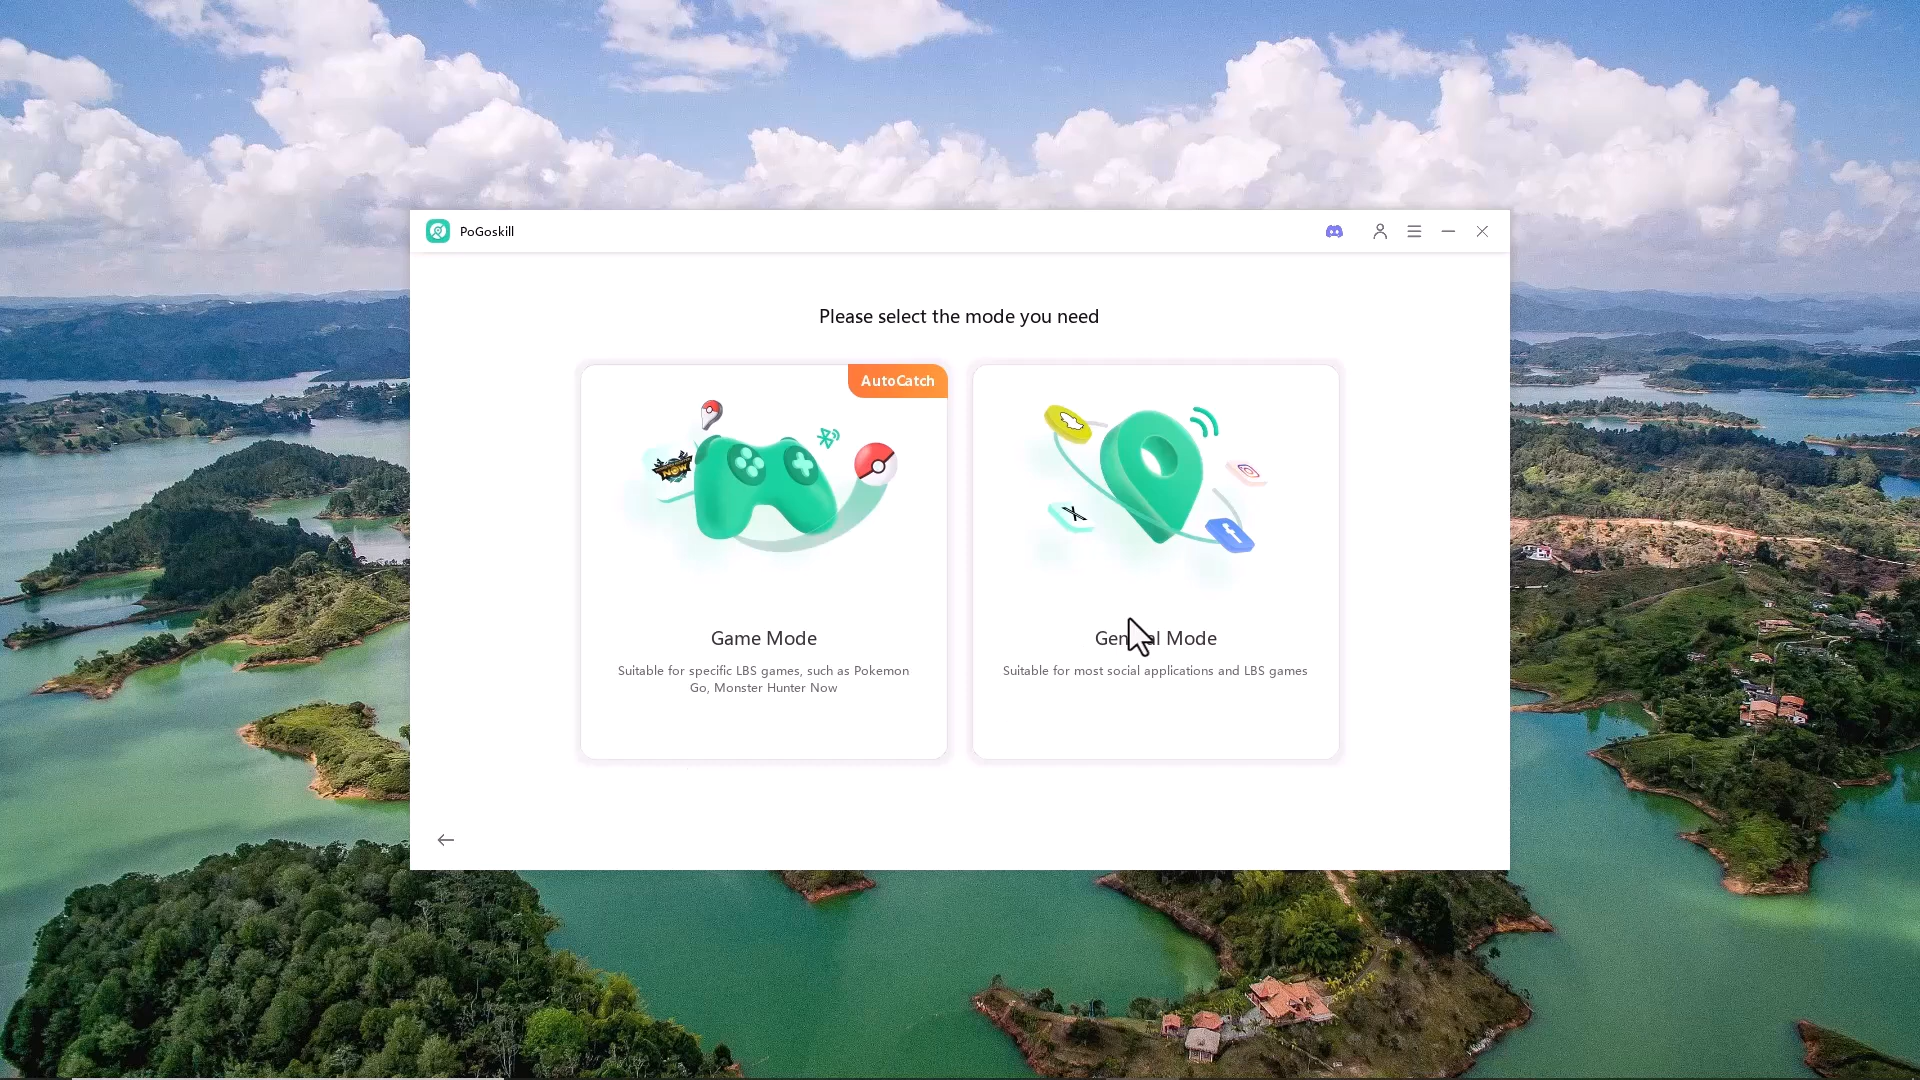 PoGoskill
Please select the mode you need
AutoCatch
NOW
Game Mode
Suitable for specific LBS games, such as Pokemon
Go, Monster Hunter Now
General Mode
Suitable for most social applications and LBS games